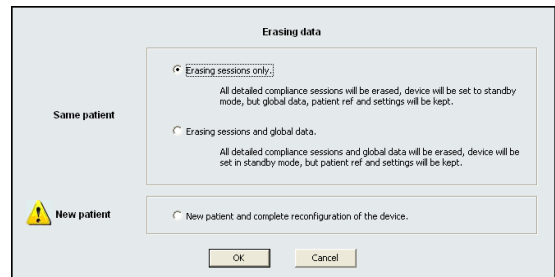 Erasing data
Same patient
Erasing sessions only.
All detailed compliance sessions will be erased, device will be set to standby
mode, but global data, patient ref and settings will be kept.
Erasing sessions and global data.
All detailed compliance sessions and global data will be erased, device will be
set in standby mode, but patient ref and settings will be kept.
New patient
New patient and complete reconfiguration of the device.
OK
Cancel